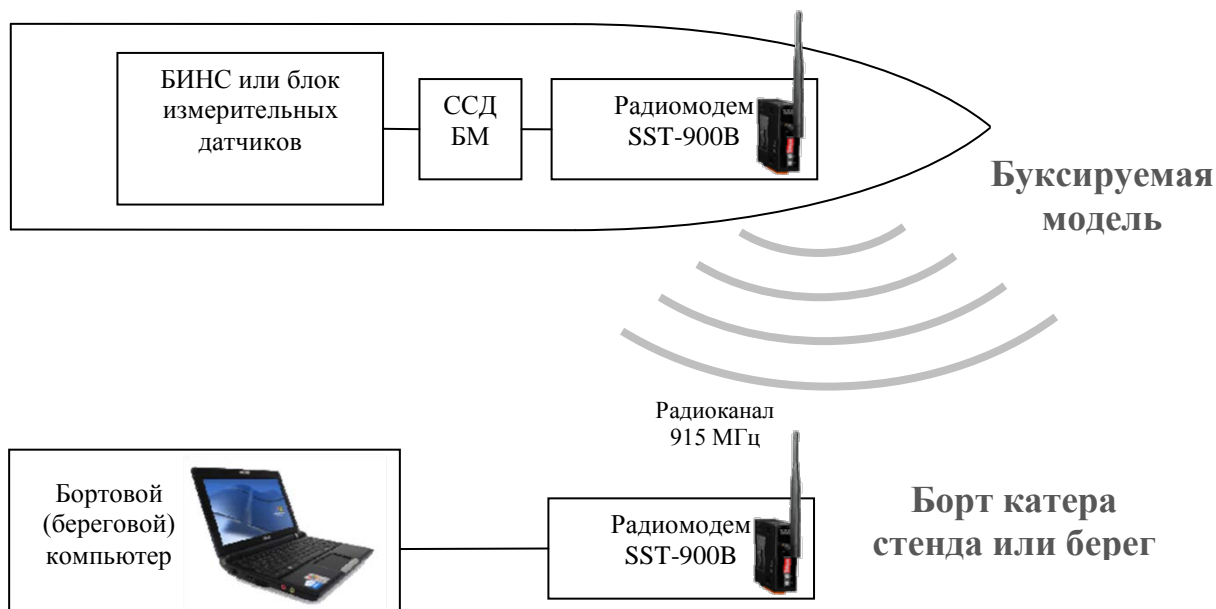 БИНС или блок
измерительных
датчиков
ССД
БМ
Радиомодем
SST-900B
Буксируемая
модель
Радиоканал
915 МГц
Бортовой
(береговой)
компьютер
Радиомодем
SST-900B
Борт катера
стенда или берег